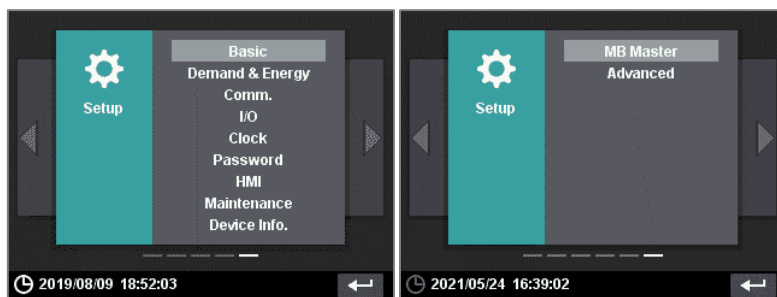 Setup
Basic
Demand & Energy
Comm.
I/O
Clock
Password
HMI
Maintenance
Device Info.
2019/08/09 18:52:03
Setup
MB Master
Advanced
2021/05/24 16:39:02